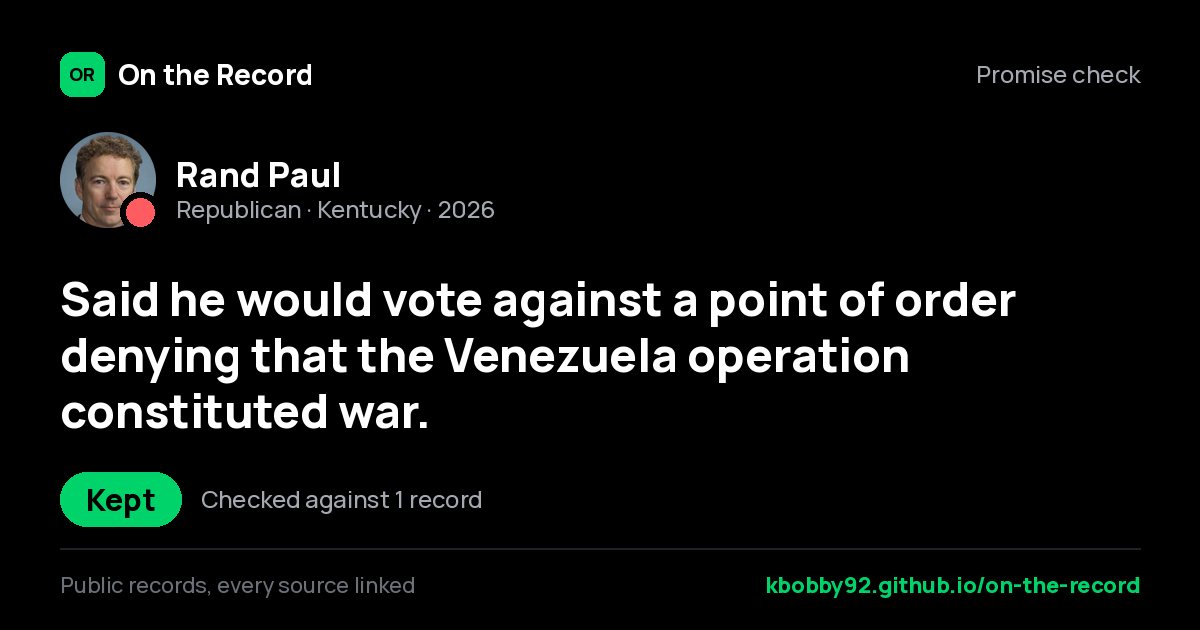 OR On the Record
Promise check
Rand Paul
Republican · Kentucky · 2026
Said he would vote against a point of order
denying that the Venezuela operation
constituted war.
Kept
Checked against 1 record
Public records, every source linked
kbobby92.github.io/on-the-record